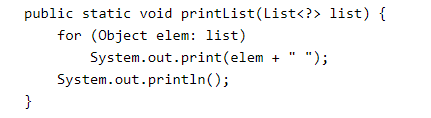 public static void printList(List<?> list) {
    for (Object elem: list)
        System.out.print(elem + " ");
    System.out.println();
}